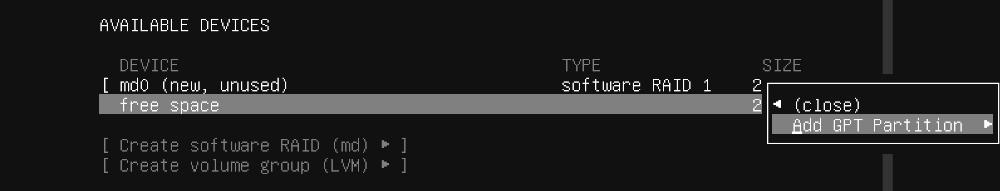 AVAILABLE DEVICES
DEVICE TYPE SIZE
[ md0 (new, unused) software RAID 1 2
free space 2
◄ (close)
Add GPT Partition ►
[ Create software RAID (md) ► ]
[ Create volume group (LVM) ► ]